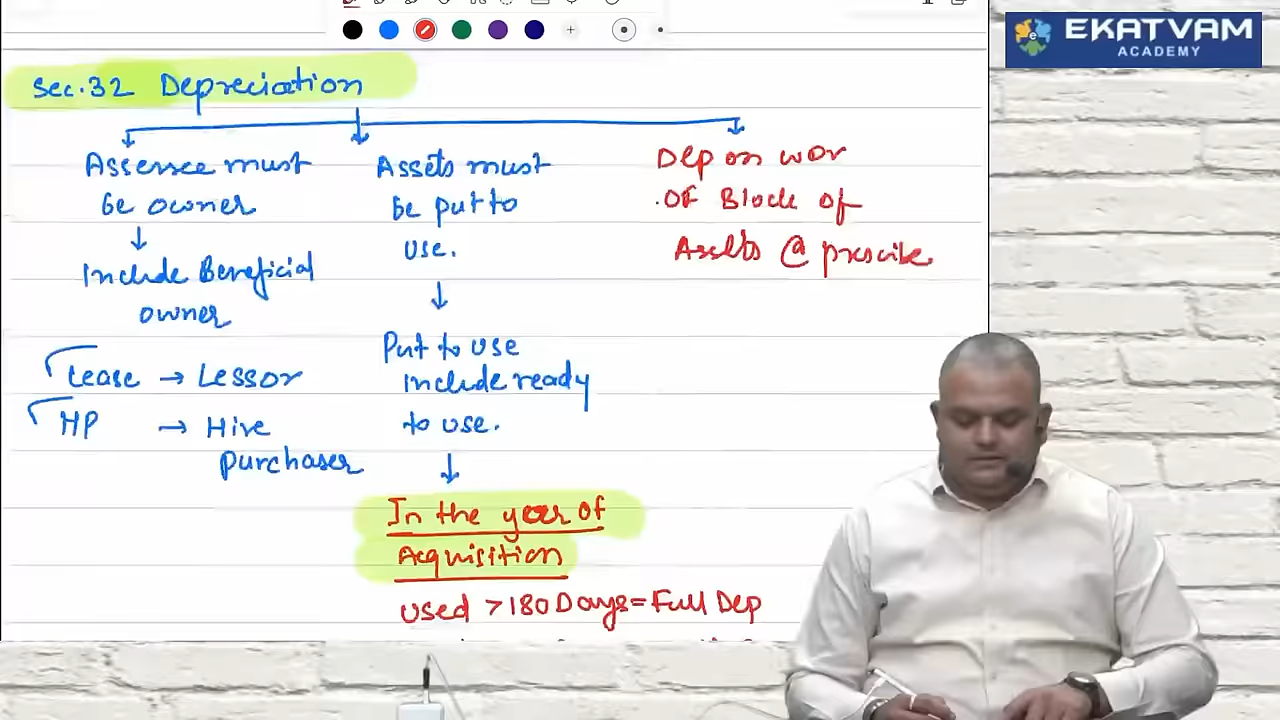 EKATVAM
ACADEMY
Sec.32 Depreciation
Assessee must
be owner
Include Beneficial
owner
Lease → Lessor
HP → Hire
purchaser
Assets must
be put to
use.
Put to use
include ready
to use.
In the year of
Acquisition
used >180 Days=Full Dep
Dep on WDV
of Block of
Assets @ prescibe